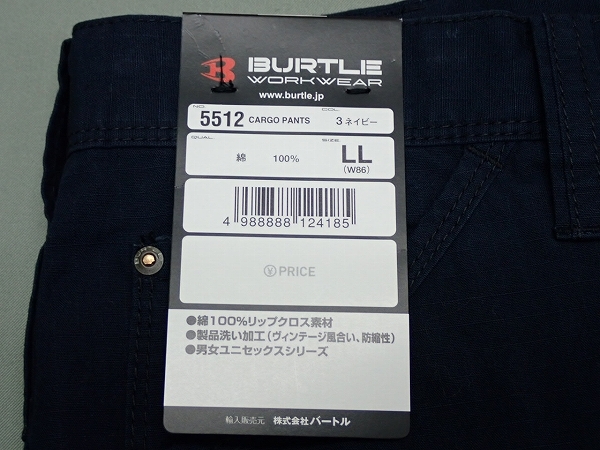 BURTLE
WORKWEAR
www.burtle.jp
NO. COL.
5512 CARGO PANTS 3 ネイビー
QUAL. SIZE
綿 100% LL
(W86)
4 988888 124185
¥ PRICE
●綿100%リップクロス素材
●製品洗い加工(ヴィンテージ風合い、防縮性)
●男女ユニセックスシリーズ
輸入販売元 株式会社バートル